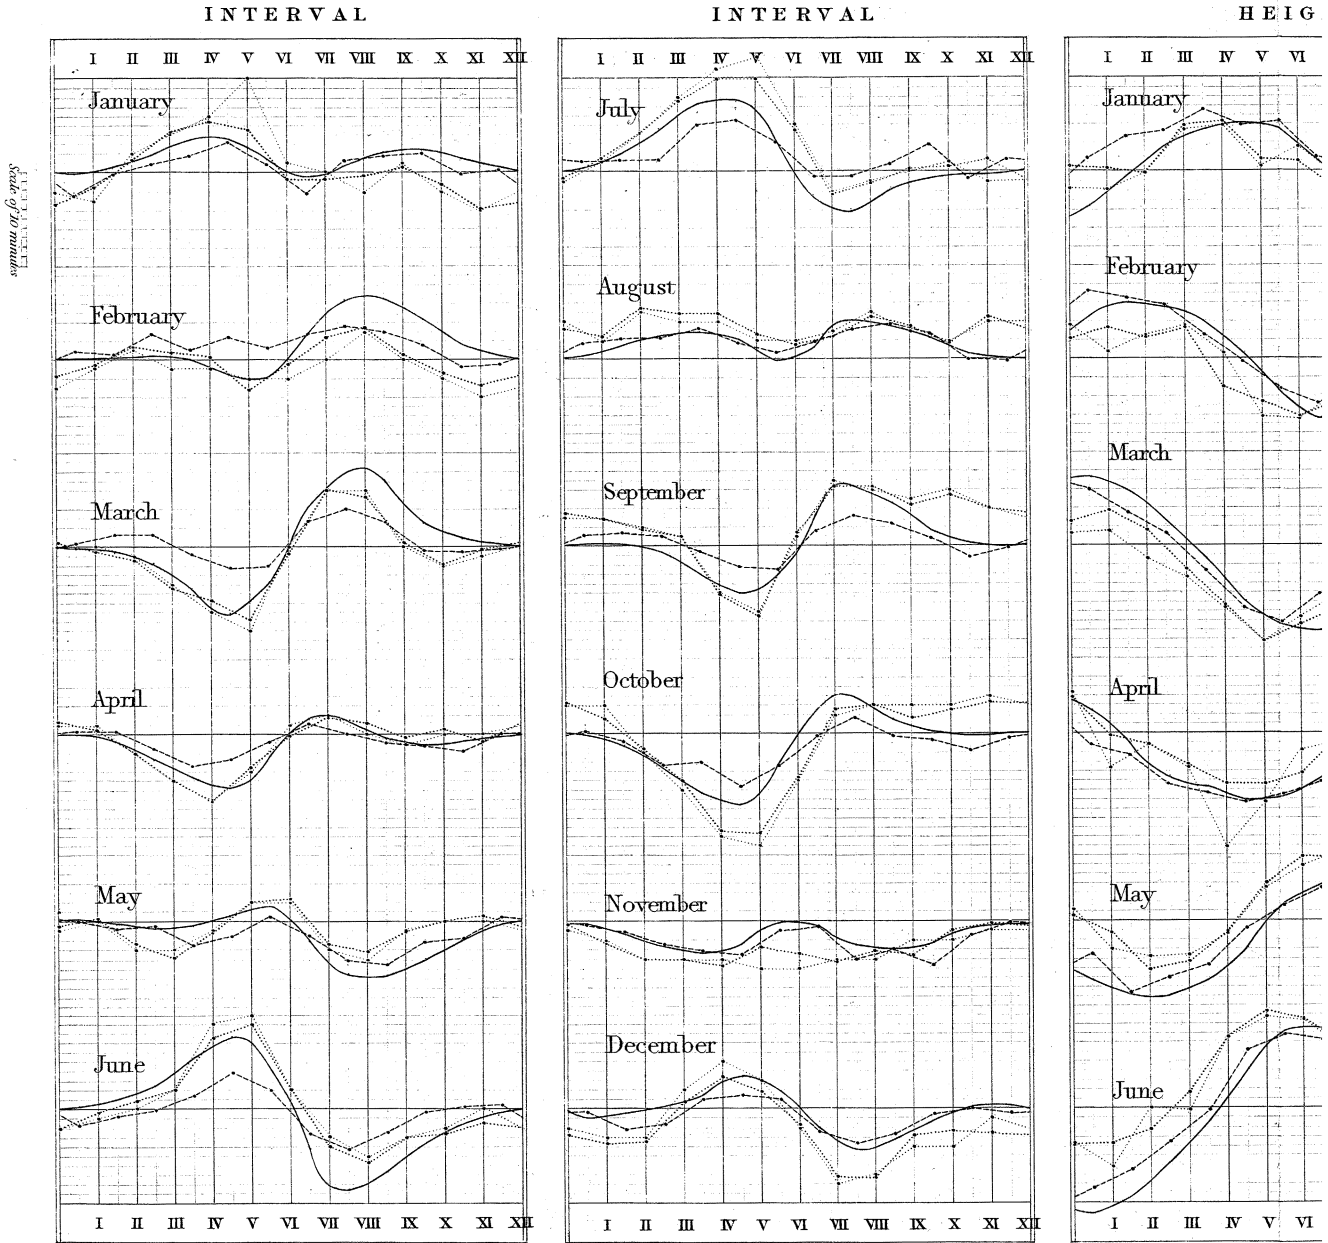 INTERVAL
I II III IV V VI VII VIII IX X XI XII
January
Scale of 10 minutes
February
March
April
May
June
I II III IV V VI VII VIII IX X XI XII
INTERVAL
I II III IV V VI VII VIII IX X XI XII
July
August
September
October
November
December
I II III IV V VI VII VIII IX X XI XII
HEIG
I II III IV V VI
January
February
March
April
May
June
I II III IV V VI